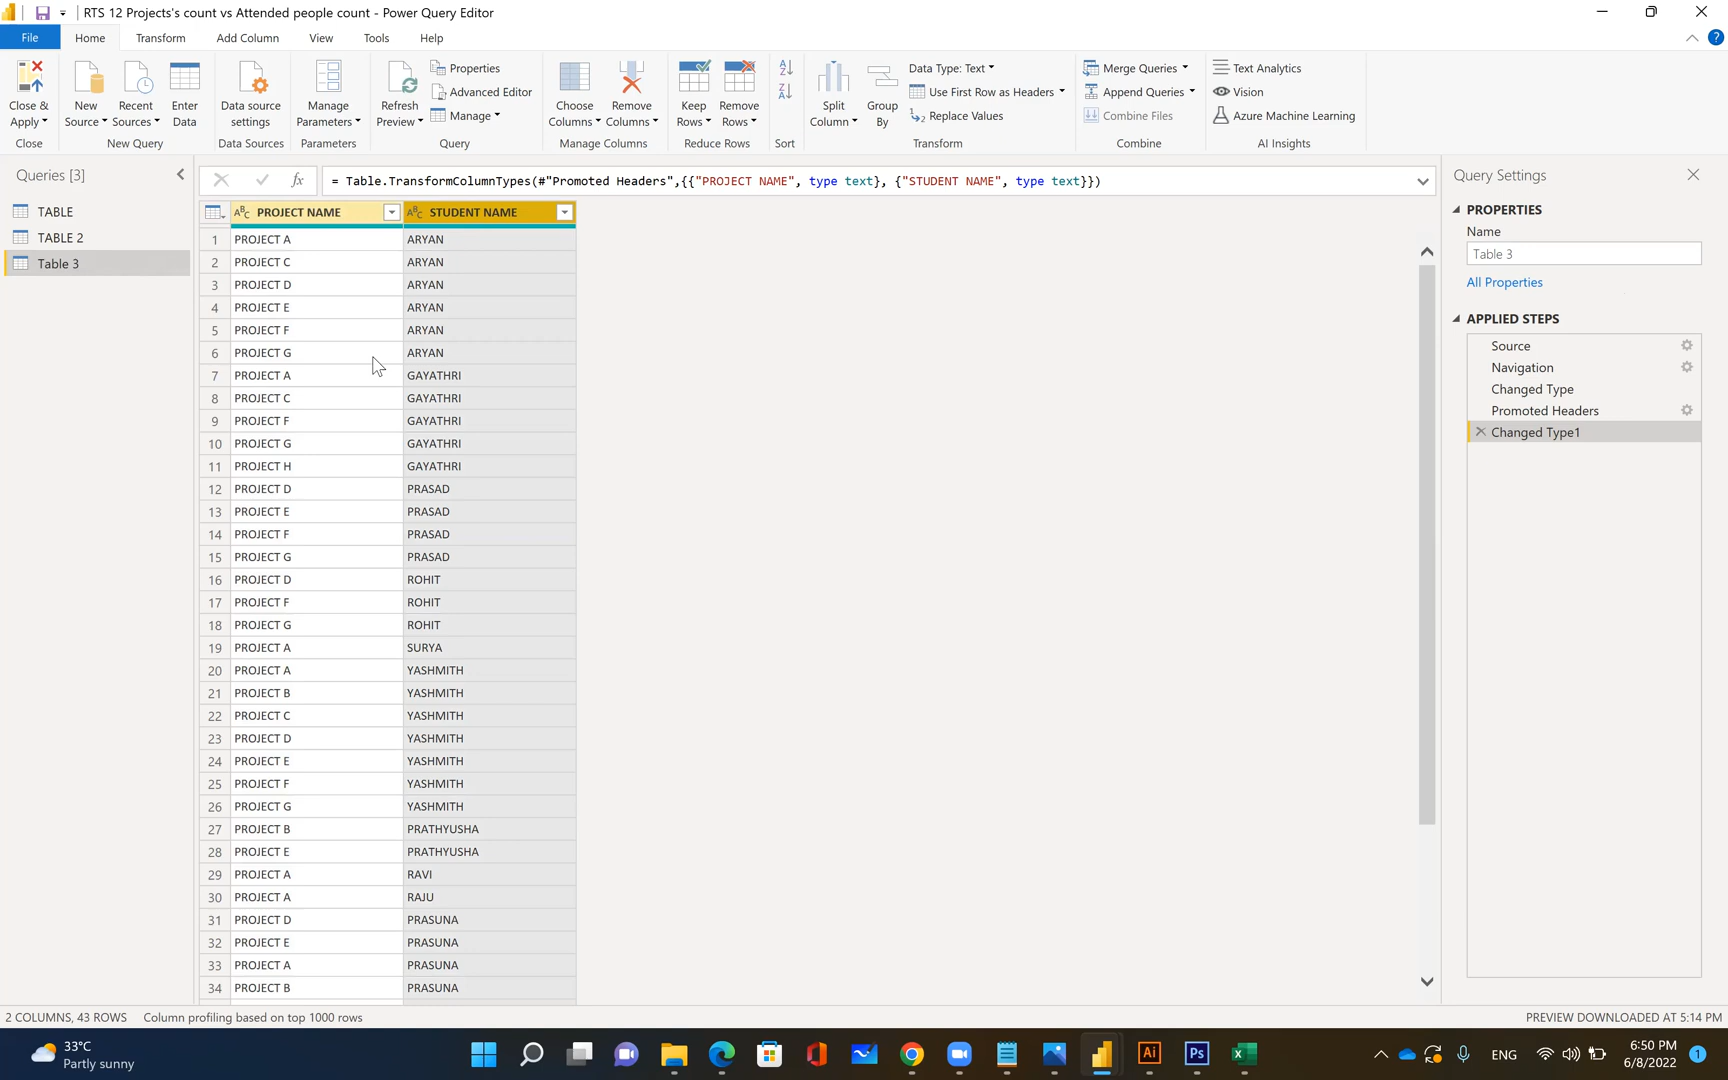 RTS 12 Projects's count vs Attended people count - Power Query Editor
File Home Transform Add Column View Tools Help
Close & Apply
New Source
Recent Sources
Enter Data
Data source settings
Manage Parameters
Refresh Preview
Properties
Advanced Editor
Manage
Choose Columns
Remove Columns
Keep Rows
Remove Rows
Split Column
Group By
Data Type: Text
Use First Row as Headers
Replace Values
Merge Queries
Append Queries
Combine Files
Text Analytics
Vision
Azure Machine Learning
Close New Query Data Sources Parameters Query Manage Columns Reduce Rows Sort Transform Combine AI Insights
Queries [3]
TABLE
TABLE 2
Table 3
= Table.TransformColumnTypes(#"Promoted Headers",{{"PROJECT NAME", type text}, {"STUDENT NAME", type text}})
PROJECT NAME STUDENT NAME
1 PROJECT A ARYAN
2 PROJECT C ARYAN
3 PROJECT D ARYAN
4 PROJECT E ARYAN
5 PROJECT F ARYAN
6 PROJECT G ARYAN
7 PROJECT A GAYATHRI
8 PROJECT C GAYATHRI
9 PROJECT F GAYATHRI
10 PROJECT G GAYATHRI
11 PROJECT H GAYATHRI
12 PROJECT D PRASAD
13 PROJECT E PRASAD
14 PROJECT F PRASAD
15 PROJECT G PRASAD
16 PROJECT D ROHIT
17 PROJECT F ROHIT
18 PROJECT G ROHIT
19 PROJECT A SURYA
20 PROJECT A YASHMITH
21 PROJECT B YASHMITH
22 PROJECT C YASHMITH
23 PROJECT D YASHMITH
24 PROJECT E YASHMITH
25 PROJECT F YASHMITH
26 PROJECT G YASHMITH
27 PROJECT B PRATHYUSHA
28 PROJECT E PRATHYUSHA
29 PROJECT A RAVI
30 PROJECT A RAJU
31 PROJECT D PRASUNA
32 PROJECT E PRASUNA
33 PROJECT A PRASUNA
34 PROJECT B PRASUNA
Query Settings
PROPERTIES
Name
Table 3
All Properties
APPLIED STEPS
Source
Navigation
Changed Type
Promoted Headers
Changed Type1
2 COLUMNS, 43 ROWS Column profiling based on top 1000 rows PREVIEW DOWNLOADED AT 5:14 PM
33°C
Partly sunny
Ai
Ps
ENG
6:50 PM
6/8/2022
1